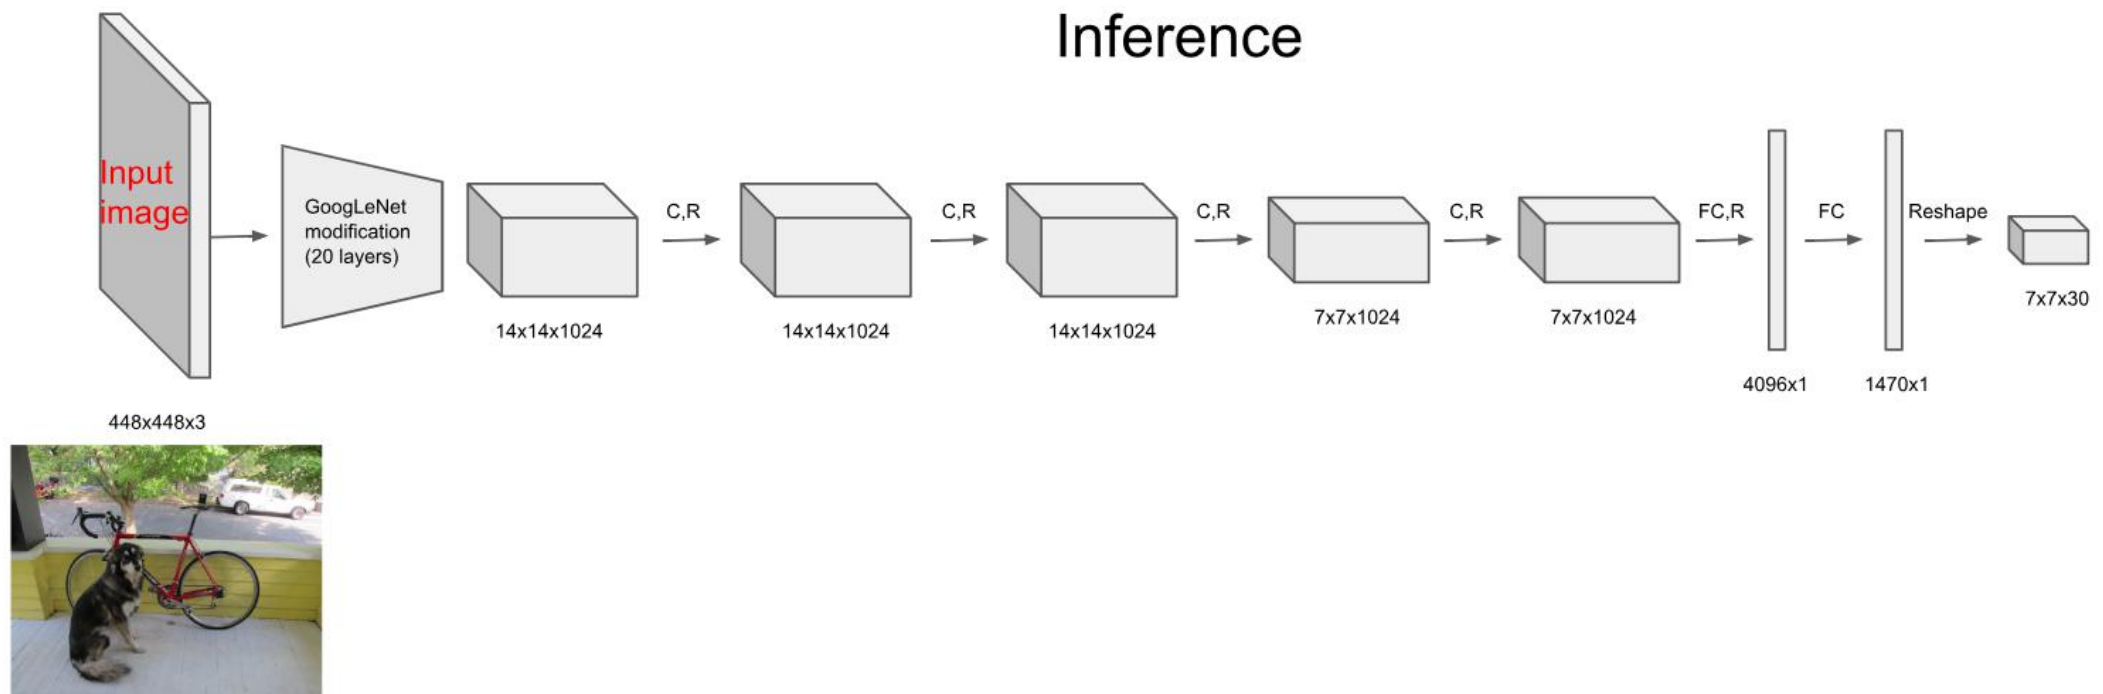 Inference
Input
image
GoogLeNet
modification
(20 layers)
C,R
C,R
C,R
C,R
FC,R
FC
Reshape
448x448x3
14x14x1024
14x14x1024
14x14x1024
7x7x1024
7x7x1024
4096x1
1470x1
7x7x30